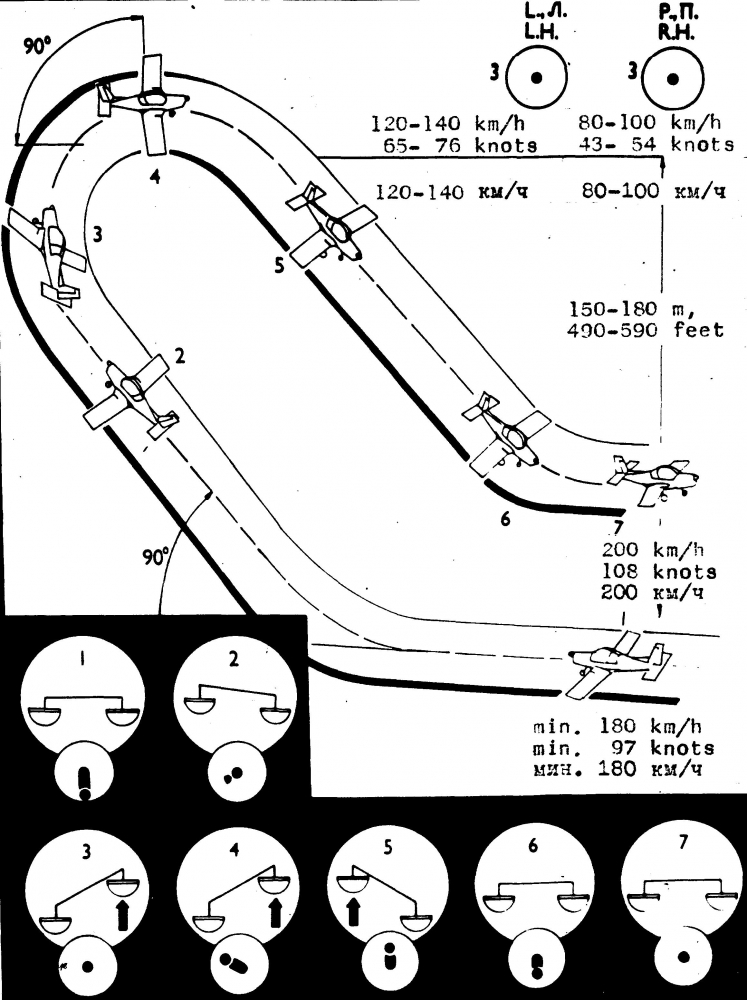 90°
L., Л.
L.H.
3
Р., П.
R.H.
3
120-140 km/h
65- 76 knots
80-100 km/h
43- 54 knots
120-140 км/ч
80-100 км/ч
4
3
5
150-180 m,
490-590 feet
2
90°
6
7
200 km/h
108 knots
200 км/ч
1
2
min. 180 km/h
min. 97 knots
мин. 180 км/ч
3
4
5
6
7